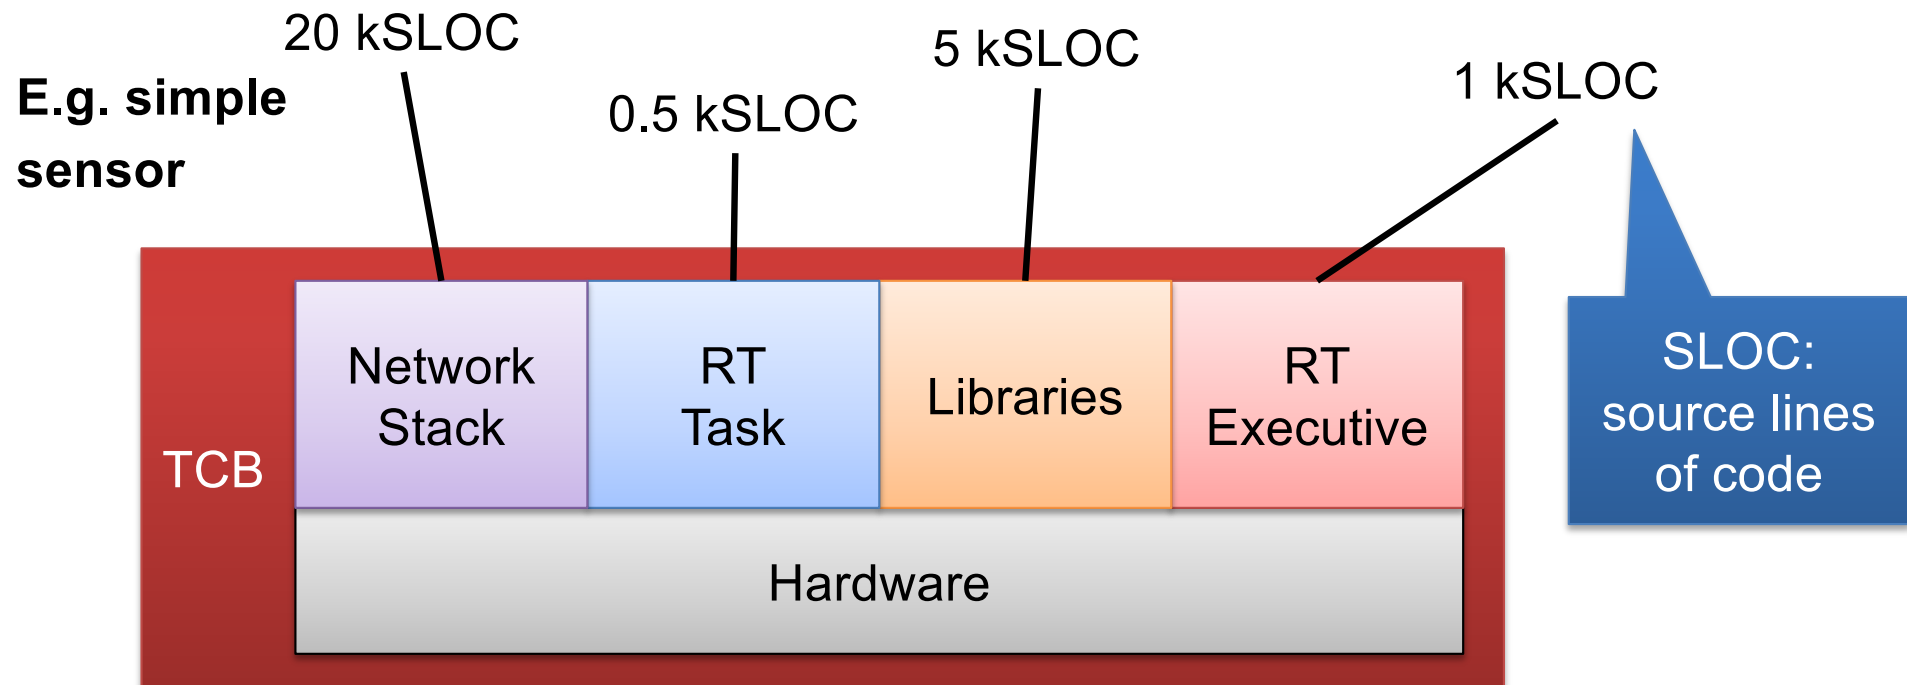 20 kSLOC
5 kSLOC
E.g. simple
sensor
0.5 kSLOC
1 kSLOC
TCB
Network
Stack
RT
Task
Libraries
RT
Executive
SLOC:
source lines
of code
Hardware